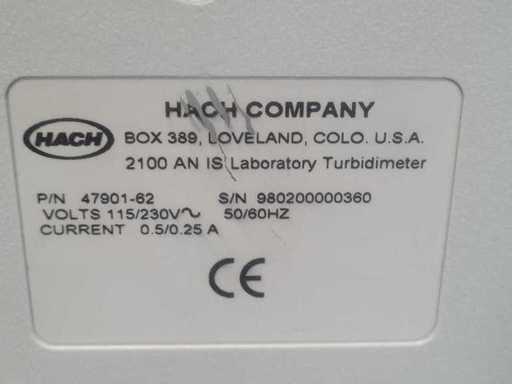 HACH COMPANY
HACH
BOX 389, LOVELAND, COLO. U.S.A.
2100 AN IS Laboratory Turbidimeter
P/N 47901-62 S/N 980200000360
VOLTS 115/230V∿ 50/60HZ
CURRENT 0.5/0.25 A
CE